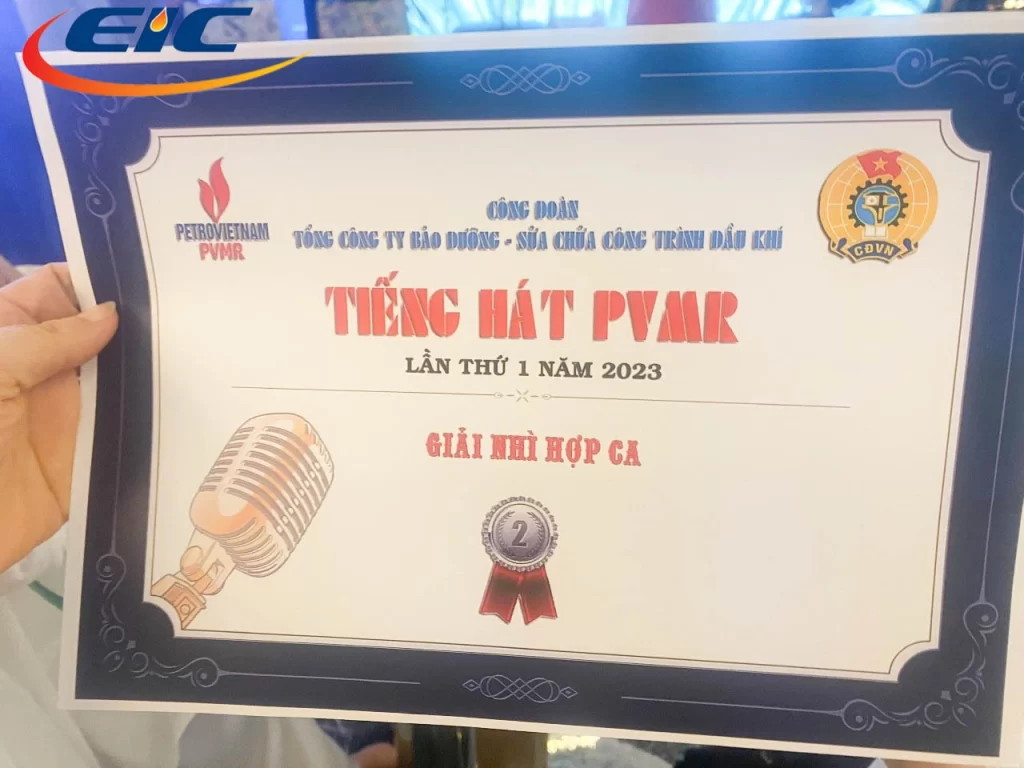 EIC
PETROVIETNAM
PVMR
CÔNG ĐOÀN
TỔNG CÔNG TY BẢO DƯỠNG - SỬA CHỮA CÔNG TRÌNH DẦU KHÍ
CĐVN
TIẾNG HÁT PVMR
LẦN THỨ 1 NĂM 2023
GIẢI NHÌ HỢP CA
2